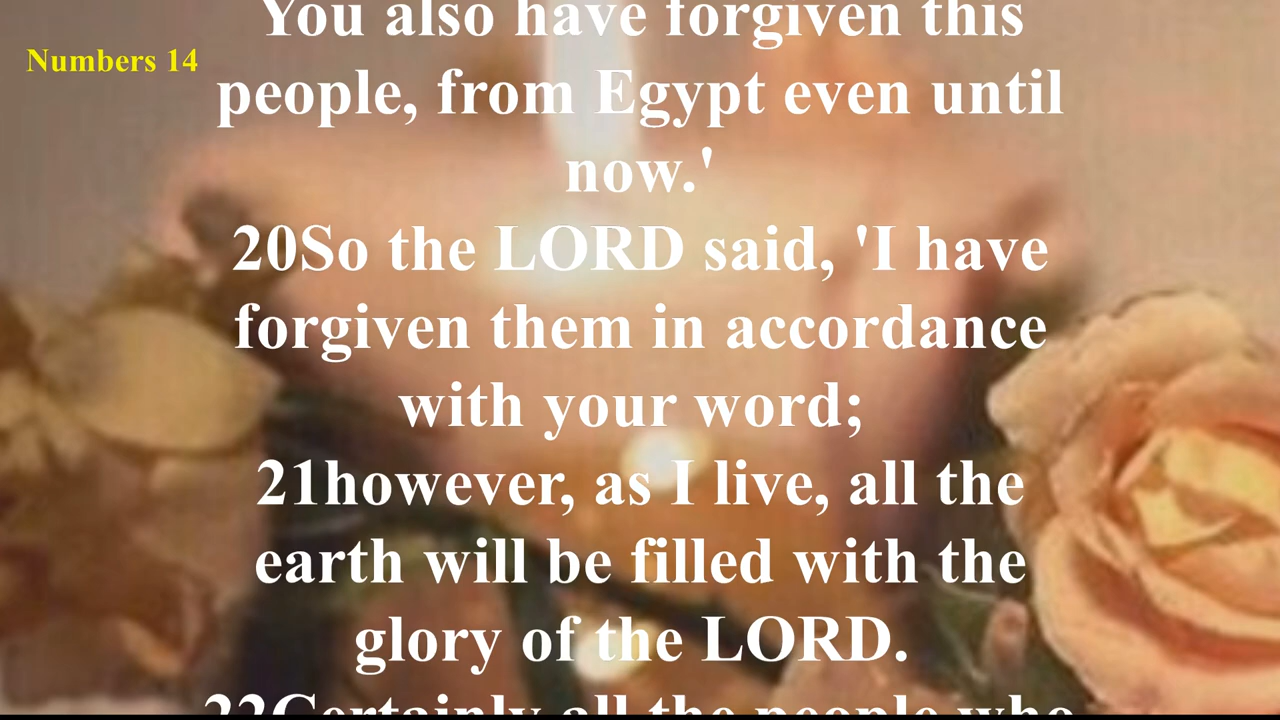 You also have forgiven this
Numbers 14
people, from Egypt even until
now.'
20So the LORD said, 'I have
forgiven them in accordance
with your word;
21however, as I live, all the
earth will be filled with the
glory of the LORD.
22Certainly all the people who